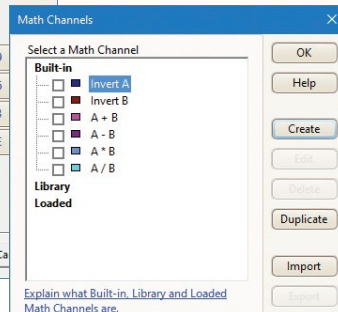 Math Channels
Select a Math Channel
Built-in
Invert A
Invert B
A + B
A - B
A * B
A / B
Library
Loaded
Explain what Built-in, Library and Loaded
Math Channels are.
OK
Help
Create
Edit
Delete
Duplicate
Import
Export
Ca